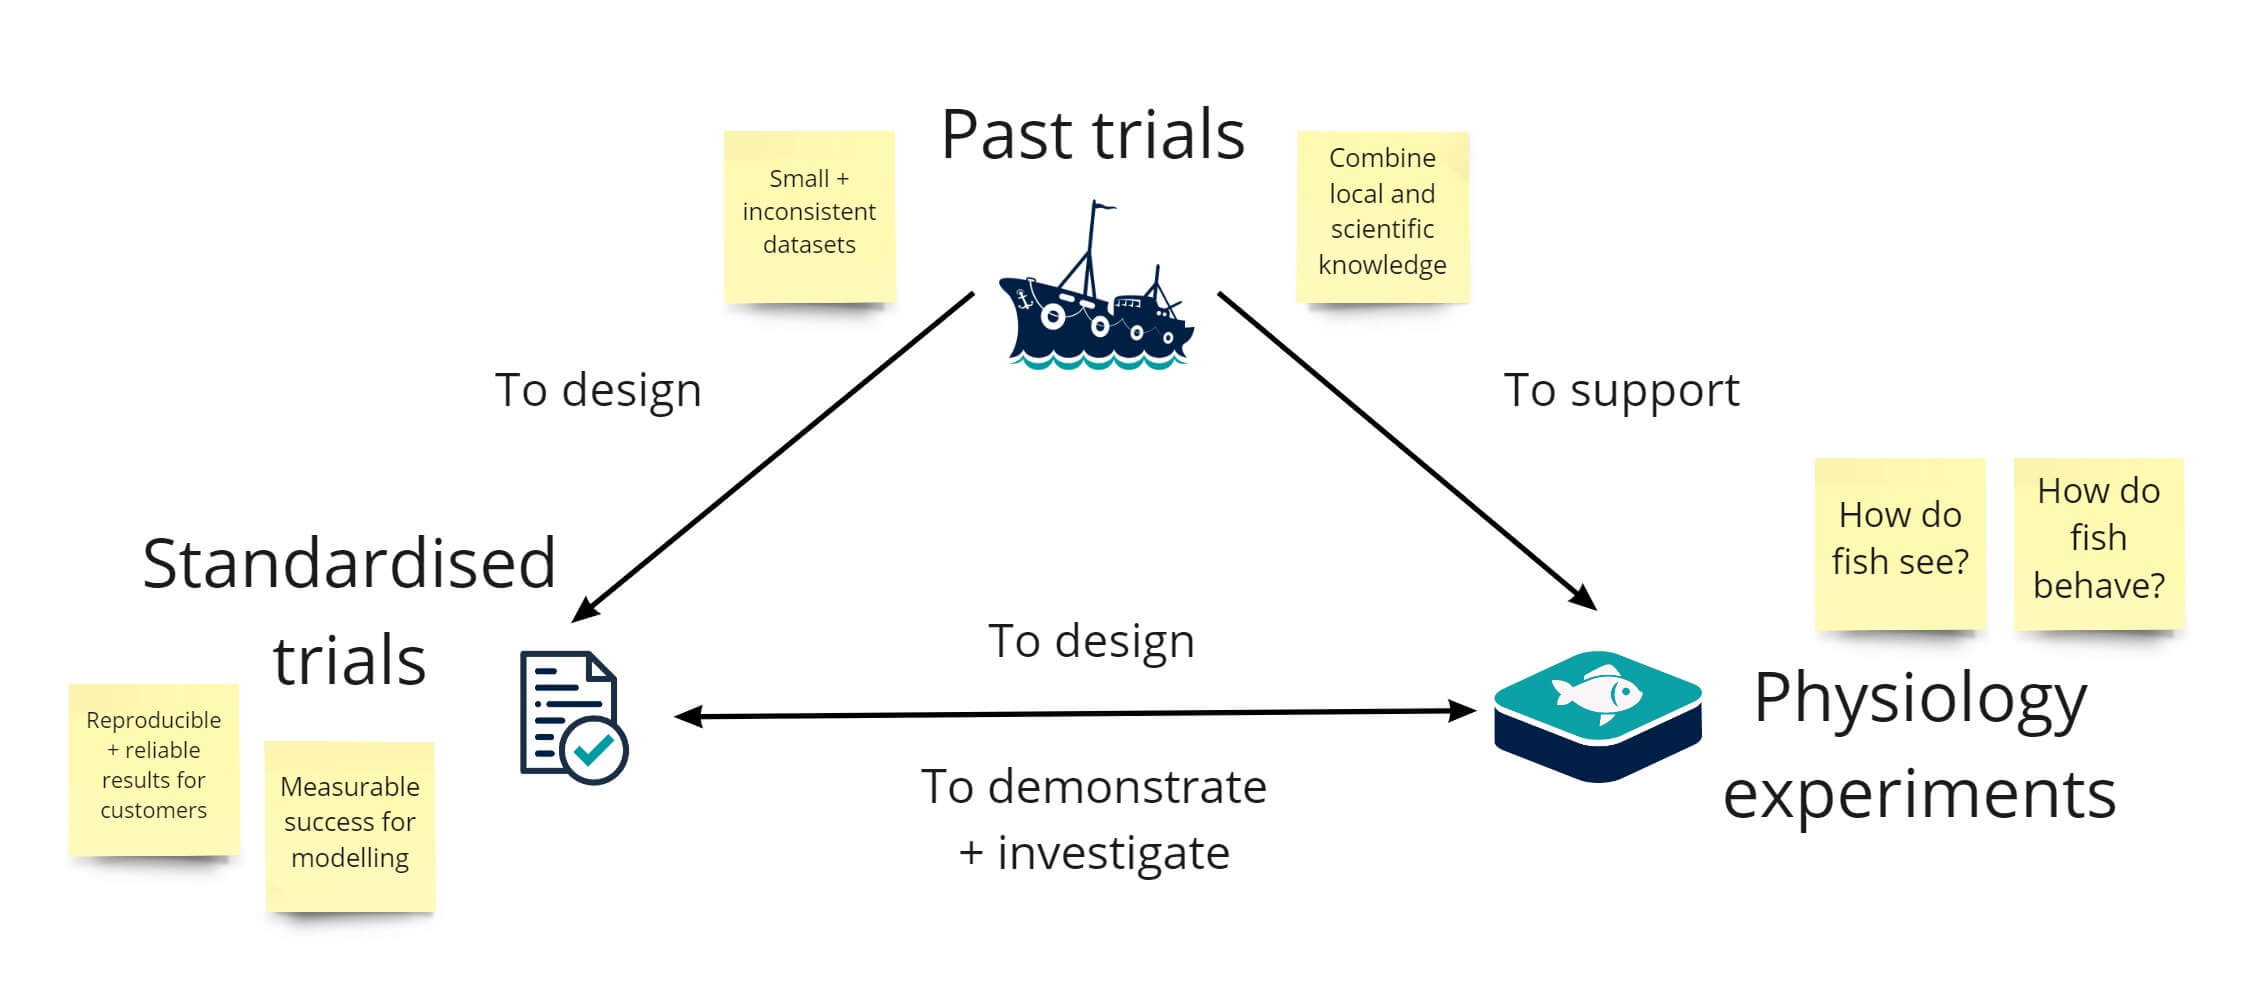 Past trials
Small +
inconsistent
datasets
Combine
local and
scientific
knowledge
To design
To support
Standardised
trials
Reproducible
+ reliable
results for
customers
Measurable
success for
modelling
To design
To demonstrate
+ investigate
How do
fish see?
How do
fish
behave?
Physiology
experiments